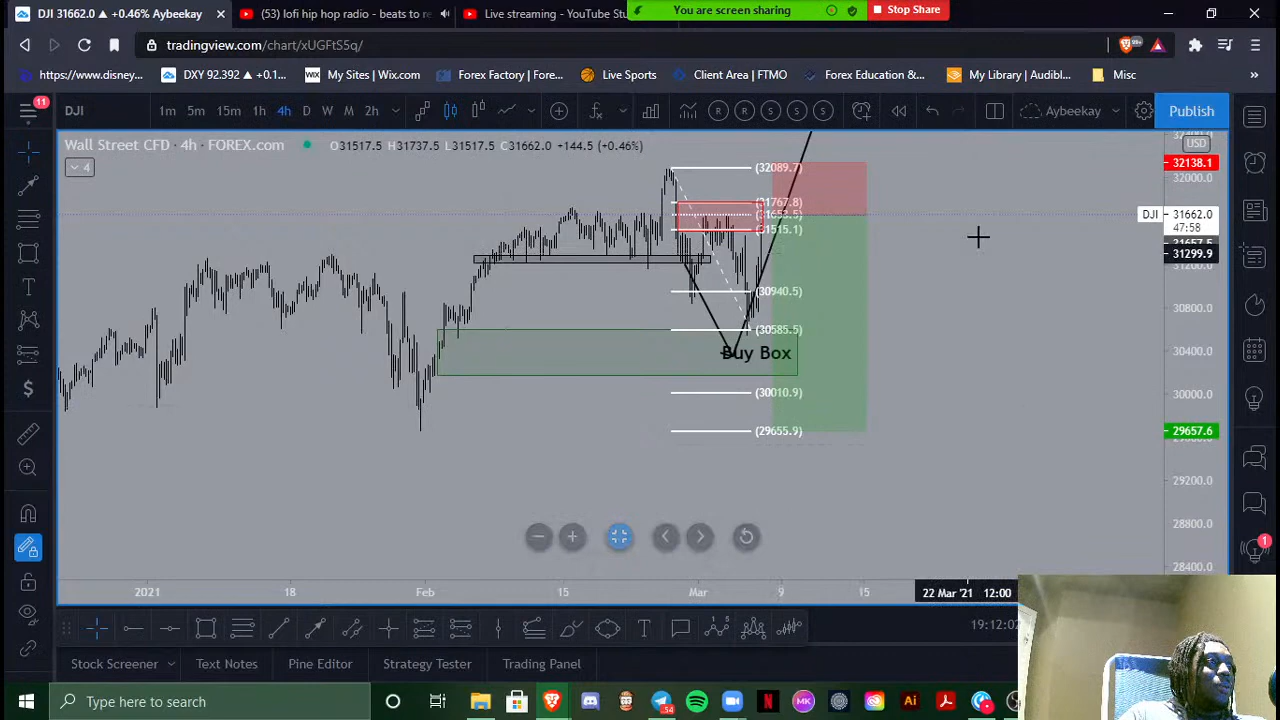 DJI 31662.0 ▲ +0.46% Aybeekay
(53) lofi hip hop radio - beats to re
Live streaming - YouTube Stu
You are screen sharing
Stop Share
tradingview.com/chart/xUGFtS5q/
99+
https://www.disney...
DXY 92.392 ▲ +0.1...
My Sites | Wix.com
Forex Factory | Fore...
Live Sports
Client Area | FTMO
Forex Education &...
My Library | Audibl...
Misc
11
DJI
1m 5m 15m 1h 4h D W M 2h
R R S S S
Aybeekay
Publish
Wall Street CFD · 4h · FOREX.com
O31517.5 H31737.5 L31517.5 C31662.0 +144.5 (+0.46%)
4
(32089.7)
(31767.8)
(31653.5)
(31515.1)
(30940.5)
(30585.5)
Buy Box
(30010.9)
(29655.9)
USD
32138.1
32000.0
DJI 31662.0
47:58
31299.9
30800.0
30400.0
30000.0
29657.6
29200.0
28800.0
28400.0
2021 18 Feb 15 Mar 9 15
22 Mar '21 12:00
1
19:12:02
Stock Screener
Text Notes
Pine Editor
Strategy Tester
Trading Panel
Type here to search
54